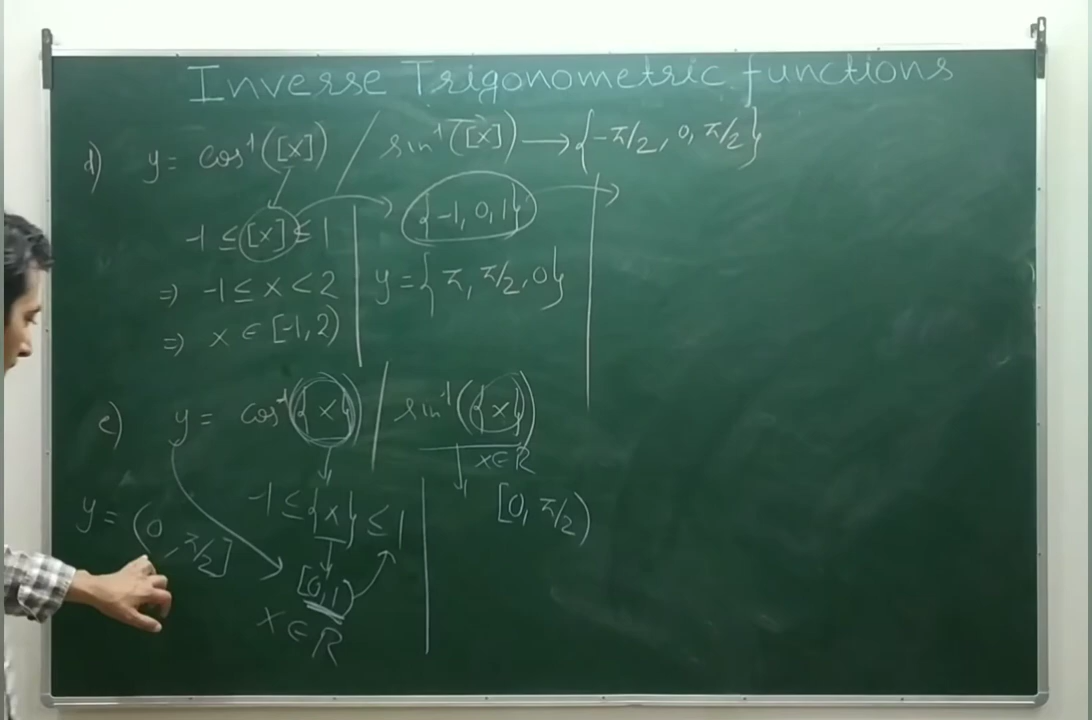 Inverse Trigonometric functions
d) y = cos⁻¹([x]) / sin⁻¹([x]) → {-π/2, 0, π/2}
-1 ≤ [x] ≤ 1
{-1, 0, 1}
⇒ -1 ≤ x < 2
y = {π, π/2, 0}
⇒ x ∈ [-1, 2)
e) y = cos⁻¹({x}) / sin⁻¹({x})
x ∈ R
-1 ≤ {x} ≤ 1
[0, π/2)
y = (0, π/2]
[0, 1)
x ∈ R